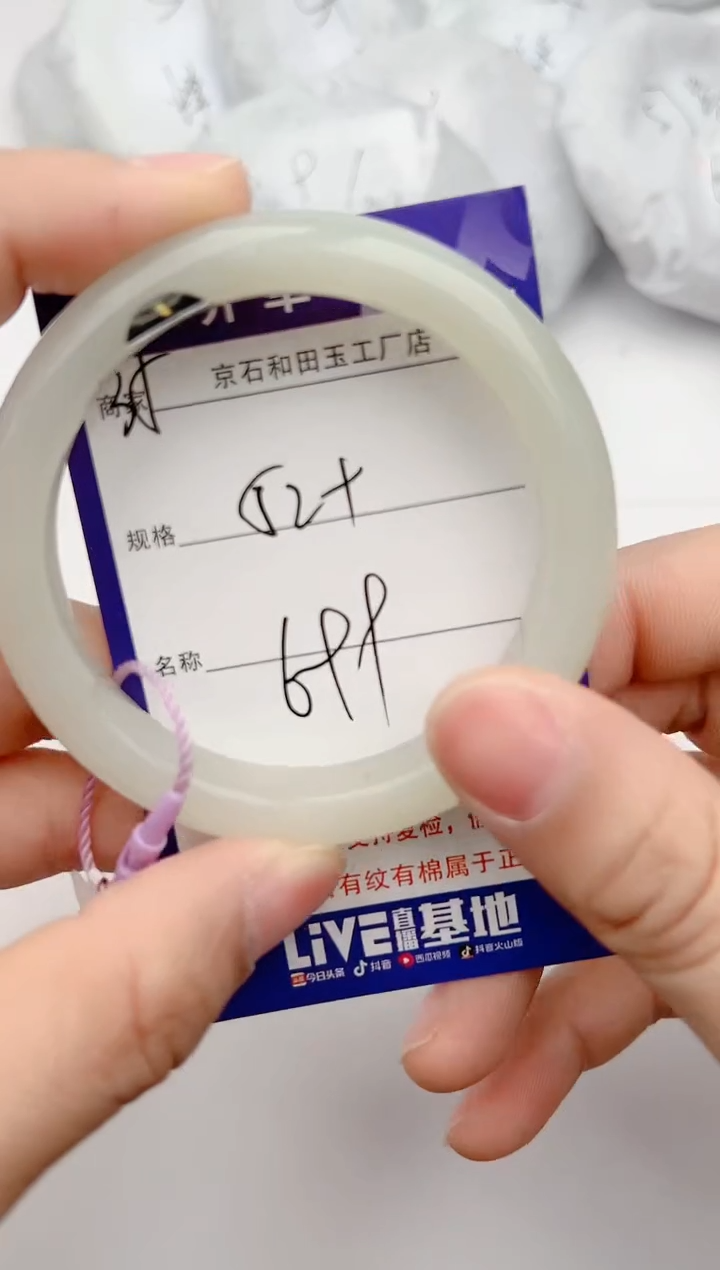 商家 京石和田玉工厂店
规格 52+
名称 699
支持复检，
有纹有棉属于正
LiVE直播基地
今日头条 抖音 西瓜视频 抖音火山版